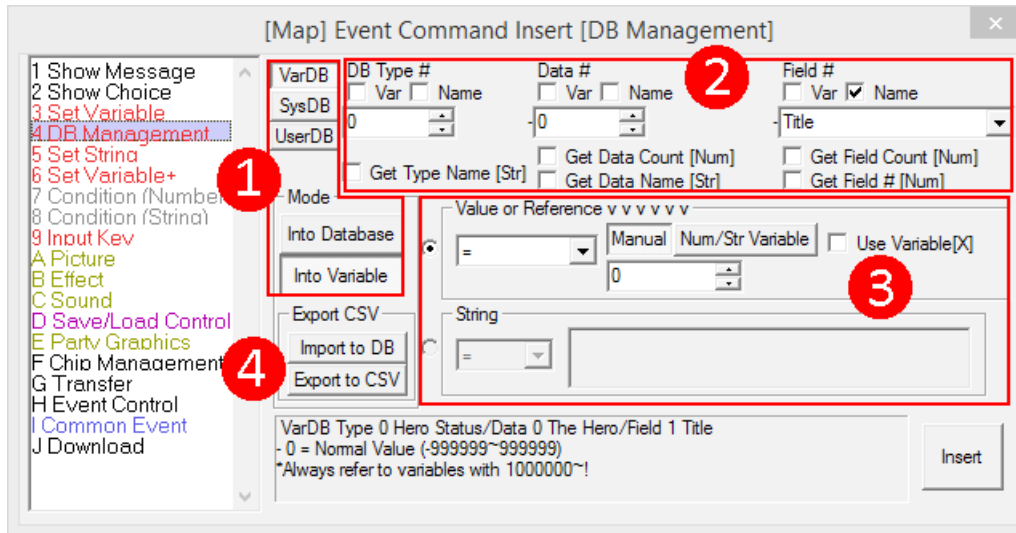 [Map] Event Command Insert [DB Management]
1 Show Message
2 Show Choice
3 Set Variable
4 DB Management
5 Set String
6 Set Variable+
7 Condition (Number
8 Condition (String)
9 Input Key
A Picture
B Effect
C Sound
D Save/Load Control
E Party Graphics
F Chip Management
G Transfer
H Event Control
I Common Event
J Download
1
VarDB
SysDB
UserDB
Mode
Into Database
Into Variable
4
Export CSV
Import to DB
Export to CSV
2
DB Type #
Var Name
0
Get Type Name [Str]
Data #
Var Name
-0
Get Data Count [Num]
Get Data Name [Str]
Field #
Var Name
-Title
Get Field Count [Num]
Get Field # [Num]
3
Value or Reference v v v v v v
=
Manual Num/Str Variable
Use Variable[X]
0
String
=
VarDB Type 0 Hero Status/Data 0 The Hero/Field 1 Title
- 0 = Normal Value (-999999~999999)
*Always refer to variables with 1000000~!
Insert